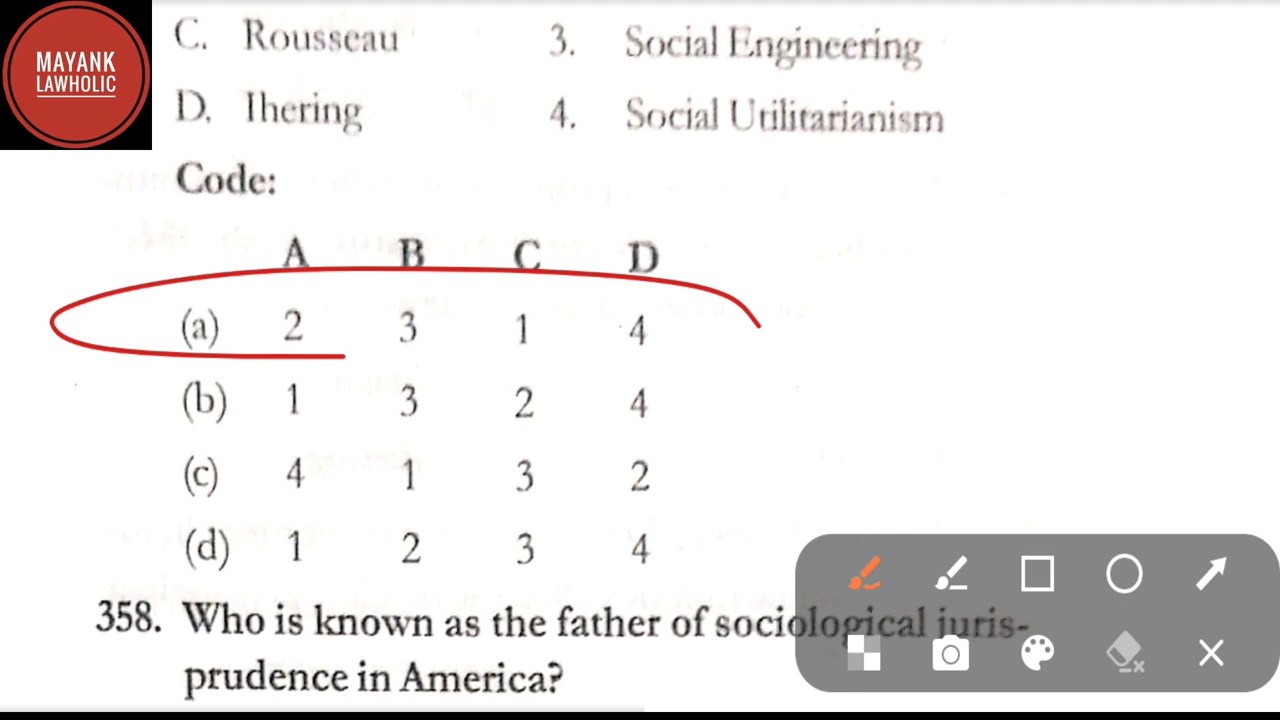 MAYANK
LAWHOLIC
C. Rousseau 3. Social Engineering
D. Ihering 4. Social Utilitarianism
Code:
A B C D
(a) 2 3 1 4
(b) 1 3 2 4
(c) 4 1 3 2
(d) 1 2 3 4
358. Who is known as the father of sociological juris-
prudence in America?